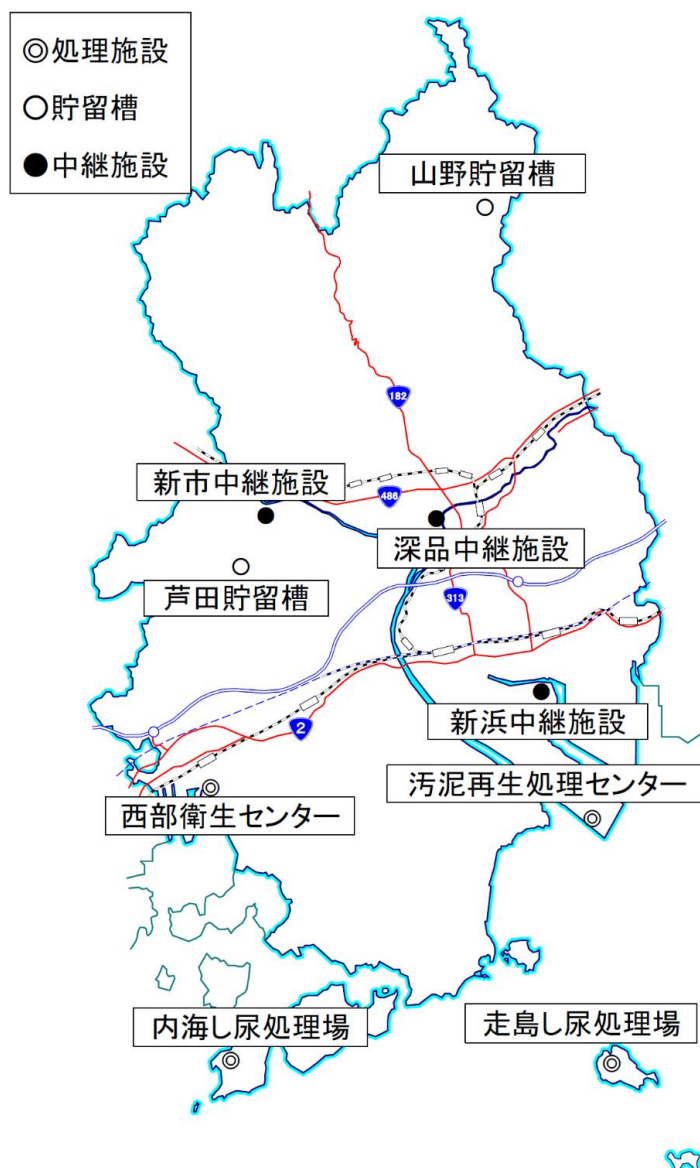 ◎処理施設
○貯留槽
●中継施設
山野貯留槽
182
新市中継施設
486
深品中継施設
芦田貯留槽
313
新浜中継施設
2
汚泥再生処理センター
西部衛生センター
内海し尿処理場
走島し尿処理場